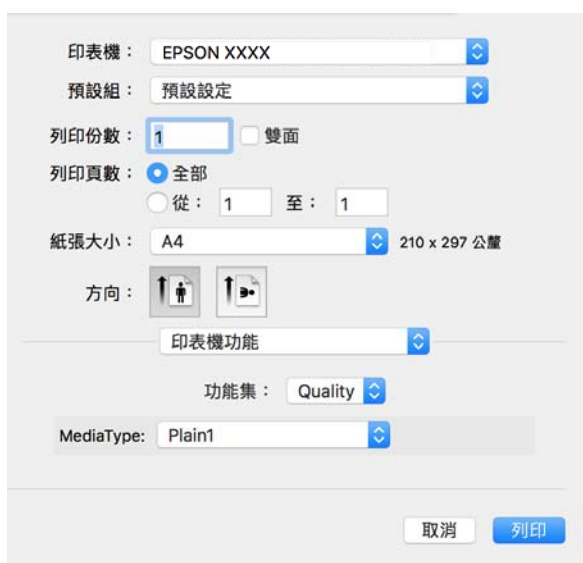 印表機： EPSON XXXX
預設組： 預設設定
列印份數： 1 雙面
列印頁數： 全部
從： 1 至： 1
紙張大小： A4 210 x 297 公釐
方向：
印表機功能
功能集： Quality
MediaType: Plain1
取消 列印